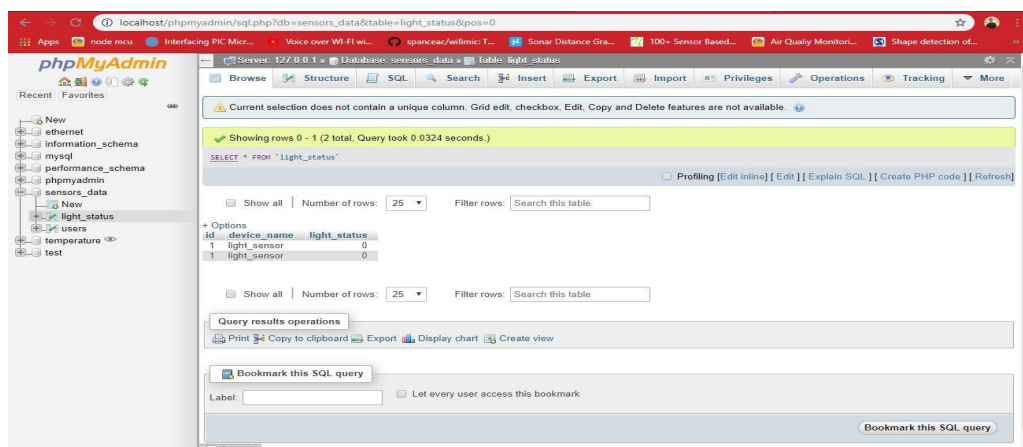 localhost/phpmyadmin/sql.php?db=sensors_data&table=light_status&pos=0
Apps node mcu Interfacing PIC Micr... Voice over WI-FI wi... spanceac/wifimic: T... Sonar Distance Gra... 100+ Sensor Based... Air Qualiy Monitori... Shape detection of...
phpMyAdmin
Recent Favorites
New
ethernet
information_schema
mysql
performance_schema
phpmyadmin
sensors_data
New
light_status
users
temperature
test
Server: 127.0.0.1 » Database: sensors_data » Table: light_status
Browse Structure SQL Search Insert Export Import Privileges Operations Tracking More
Current selection does not contain a unique column. Grid edit, checkbox, Edit, Copy and Delete features are not available.
Showing rows 0 - 1 (2 total, Query took 0.0324 seconds.)
SELECT * FROM `light_status`
Profiling [Edit inline] [ Edit ] [ Explain SQL ] [ Create PHP code ] [ Refresh]
Show all | Number of rows: 25 Filter rows: Search this table
+ Options
id device_name light_status
1 light_sensor 0
1 light_sensor 0
Show all | Number of rows: 25 Filter rows: Search this table
Query results operations
Print Copy to clipboard Export Display chart Create view
Bookmark this SQL query
Label: Let every user access this bookmark
Bookmark this SQL query